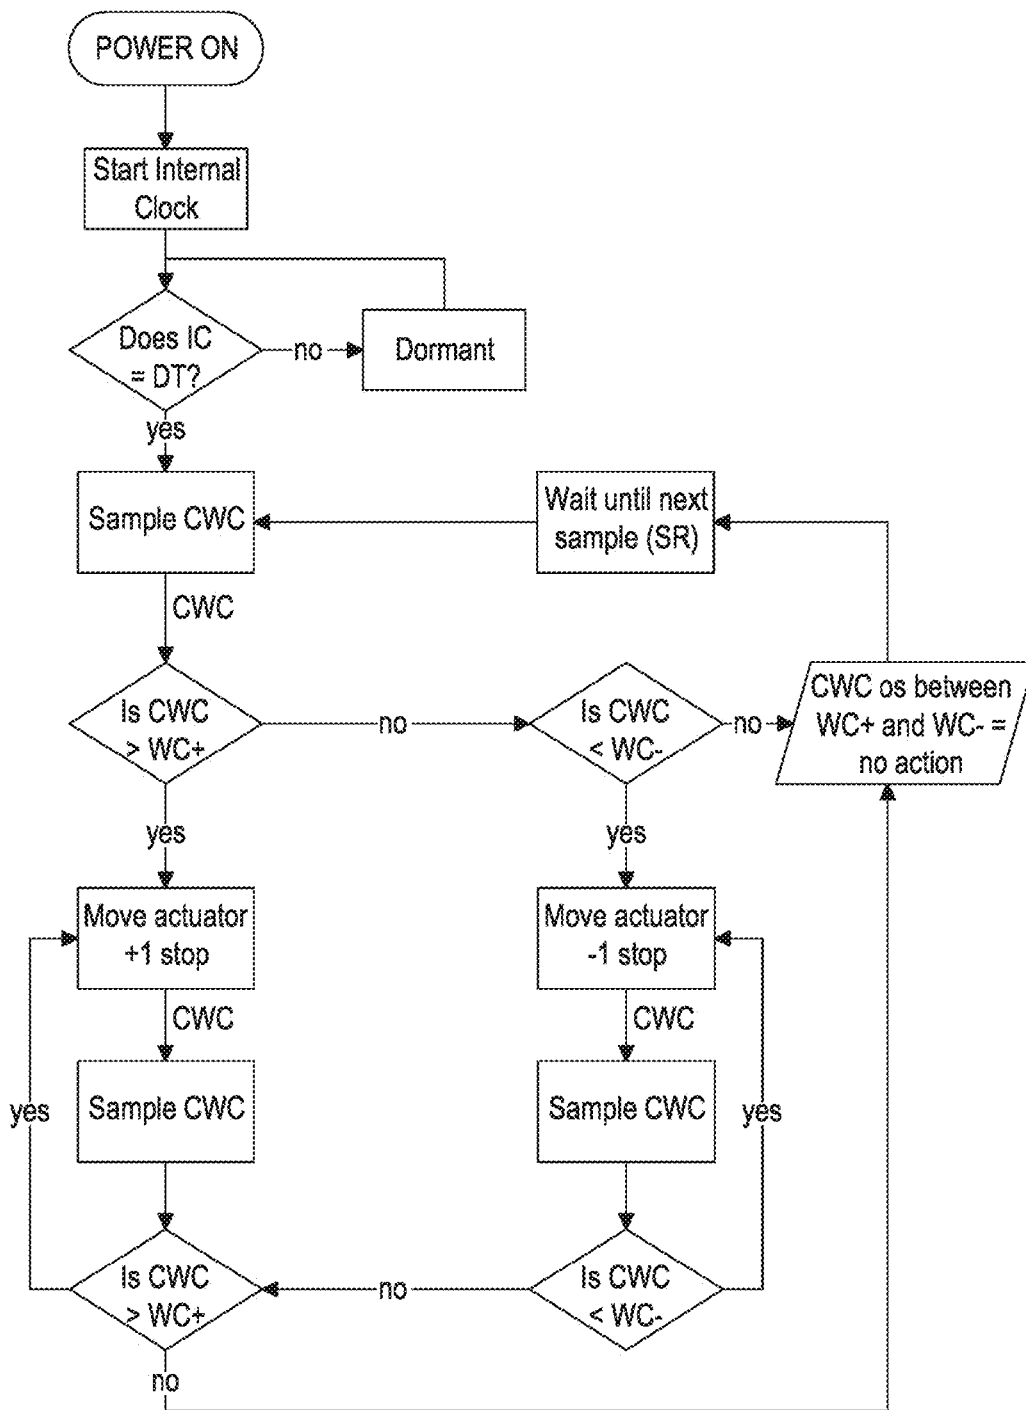 POWER ON
Start Internal
Clock
Does IC
= DT?
no
Dormant
yes
Sample CWC
Wait until next
sample (SR)
CWC
Is CWC
> WC+
no
Is CWC
< WC-
no
CWC os between
WC+ and WC- =
no action
yes
yes
Move actuator
+1 stop
Move actuator
-1 stop
CWC
CWC
yes
Sample CWC
Sample CWC
yes
Is CWC
> WC+
no
Is CWC
< WC-
no